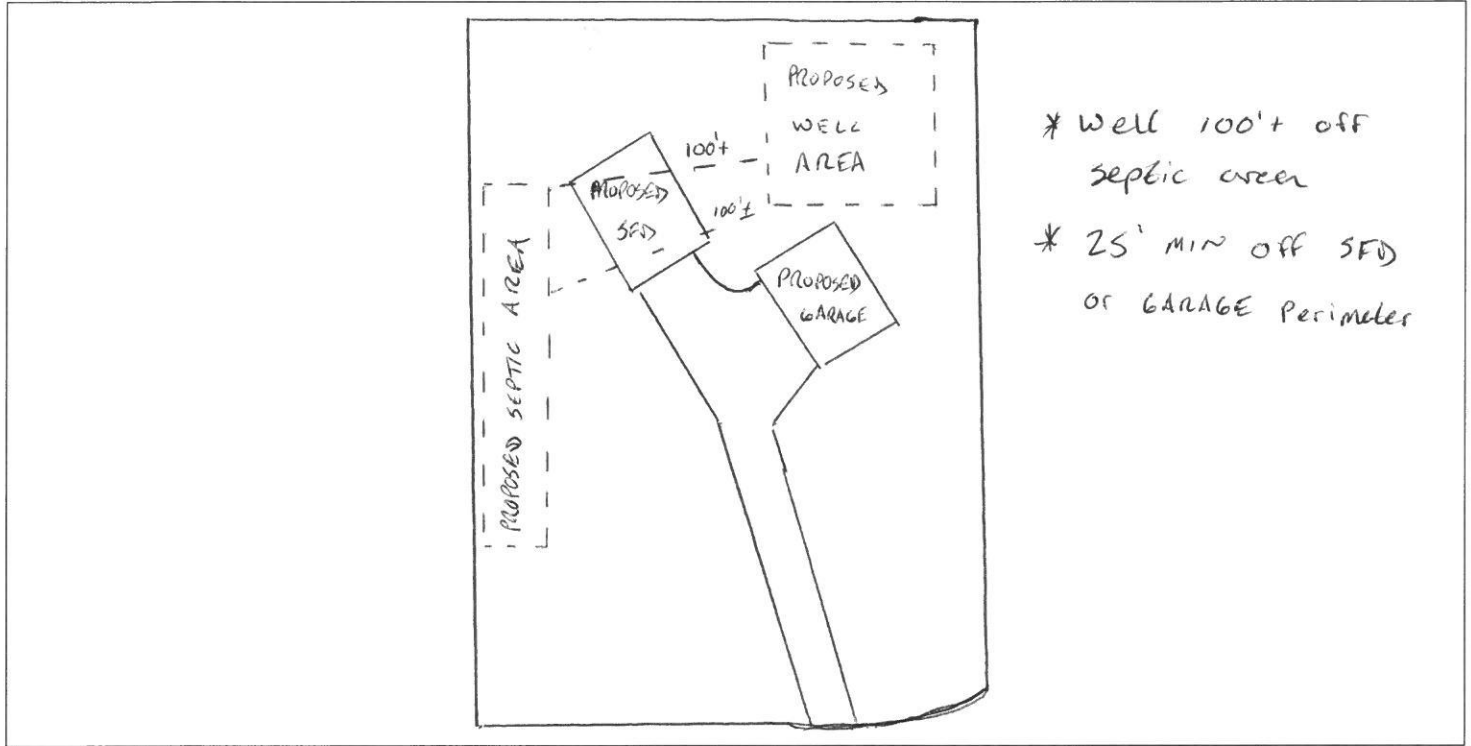 PROPOSED
WELL
AREA
100'+
PROPOSED
SFD
100'±
PROPOSED
GARAGE
PROPOSED SEPTIC AREA
* Well 100'+ off
septic area
* 25' MIN off SFD
or GARAGE Perimeter